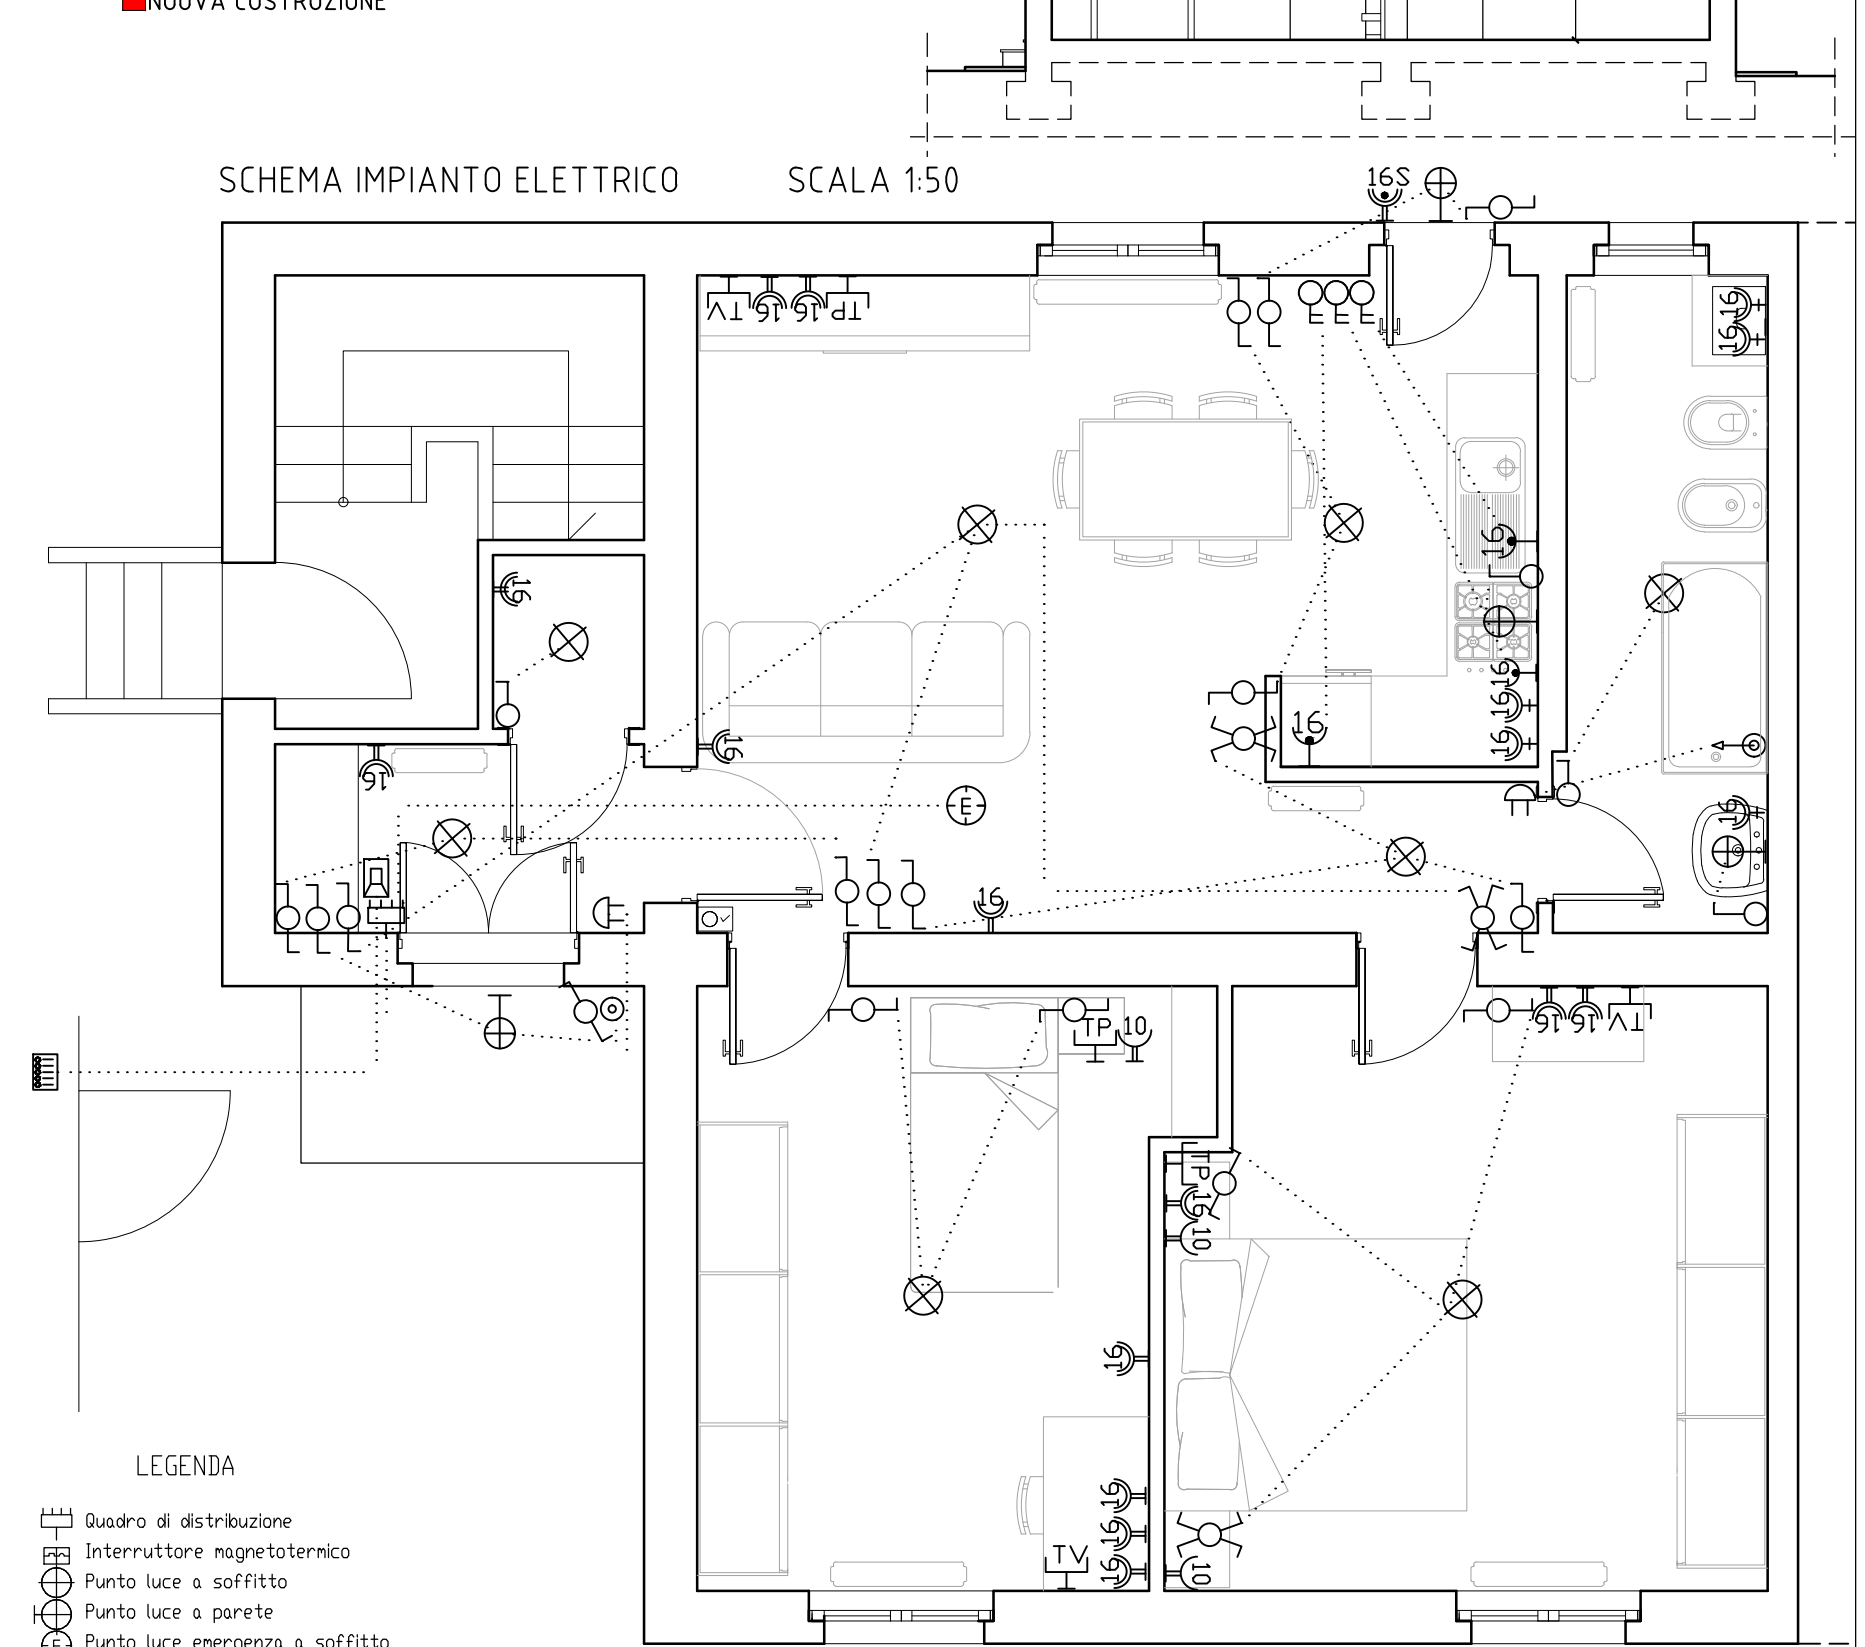 NUOVA COSTRUZIONE
SCHEMA IMPIANTO ELETTRICO SCALA 1:50
16S
TV 16 16 TP
16
16
16
16
16
16
16
16
16
16
16
16
E
16
16
TP 10
16 16 TV
TP
16
10
16
16
16
TV 16
10
LEGENDA
Quadro di distribuzione
Interruttore magnetotermico
Punto luce a soffitto
Punto luce a parete
E Punto luce emergenza a soffitto